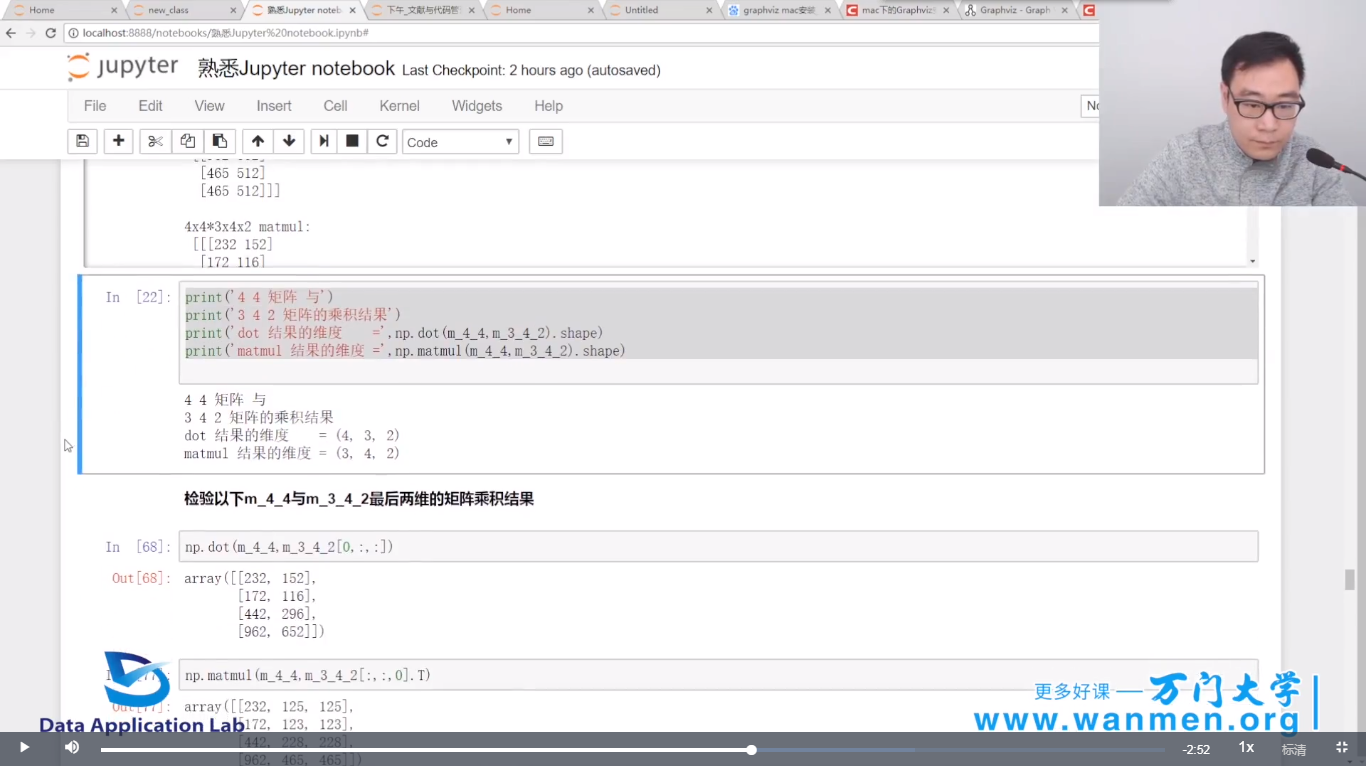 Home
new_class
熟悉Jupyter noteb
下午_文献与代码管
Home
Untitled
graphviz mac安装
mac下的Graphviz
Graphviz - Graph
localhost:8888/notebooks/熟悉Jupyter%20notebook.ipynb#
jupyter 熟悉Jupyter notebook Last Checkpoint: 2 hours ago (autosaved)
File Edit View Insert Cell Kernel Widgets Help
Code
[465 512]
[465 512]]]
4x4*3x4x2 matmul:
[[[232 152]
[172 116]
In [22]:
print('4 4 矩阵 与')
print('3 4 2 矩阵的乘积结果')
print('dot 结果的维度    =',np.dot(m_4_4,m_3_4_2).shape)
print('matmul 结果的维度 =',np.matmul(m_4_4,m_3_4_2).shape)
4 4 矩阵 与
3 4 2 矩阵的乘积结果
dot 结果的维度    = (4, 3, 2)
matmul 结果的维度 = (3, 4, 2)
检验以下m_4_4与m_3_4_2最后两维的矩阵乘积结果
In [68]: np.dot(m_4_4,m_3_4_2[0,:,:])
Out[68]: array([[232, 152],
[172, 116],
[442, 296],
[962, 652]])
np.matmul(m_4_4,m_3_4_2[:,:,0].T)
array([[232, 125, 125],
[172, 123, 123],
[442, 228, 228],
[962, 465, 465]])
Data Application Lab
更多好课 — 万门大学
www.wanmen.org
-2:52
1x
标清